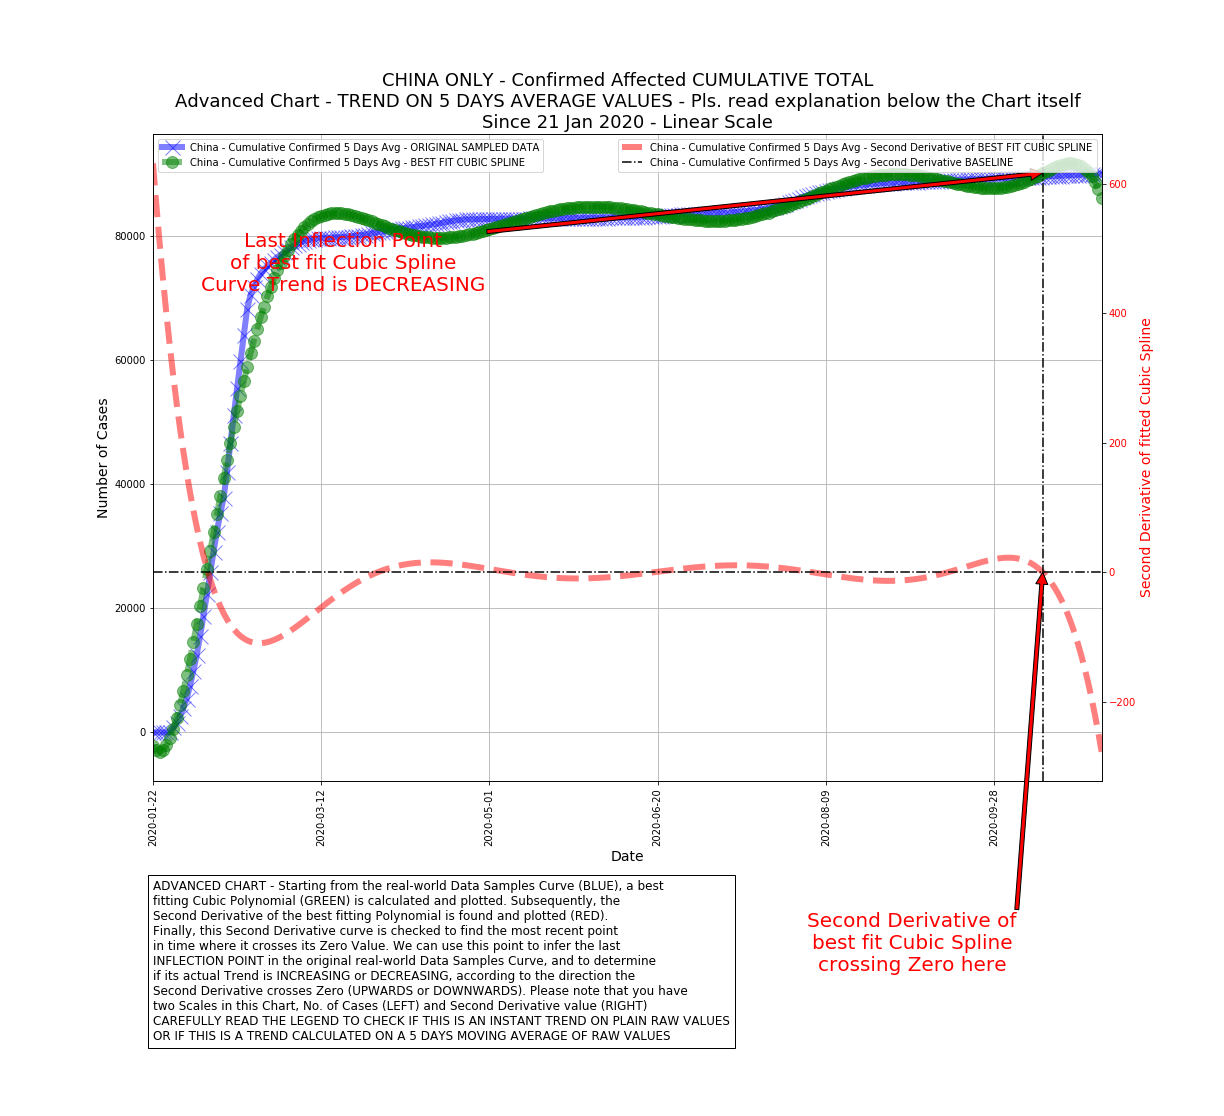 CHINA ONLY - Confirmed Affected CUMULATIVE TOTAL
Advanced Chart - TREND ON 5 DAYS AVERAGE VALUES - Pls. read explanation below the Chart itself
Since 21 Jan 2020 - Linear Scale
China - Cumulative Confirmed 5 Days Avg - ORIGINAL SAMPLED DATA
China - Cumulative Confirmed 5 Days Avg - BEST FIT CUBIC SPLINE
China - Cumulative Confirmed 5 Days Avg - Second Derivative of BEST FIT CUBIC SPLINE
China - Cumulative Confirmed 5 Days Avg - Second Derivative BASELINE
Last Inflection Point
of best fit Cubic Spline
Curve Trend is DECREASING
Number of Cases
80000
60000
40000
20000
0
600
400
200
0
−200
Second Derivative of fitted Cubic Spline
2020-01-22
2020-03-12
2020-05-01
2020-06-20
2020-08-09
2020-09-28
Date
ADVANCED CHART - Starting from the real-world Data Samples Curve (BLUE), a best
fitting Cubic Polynomial (GREEN) is calculated and plotted. Subsequently, the
Second Derivative of the best fitting Polynomial is found and plotted (RED).
Finally, this Second Derivative curve is checked to find the most recent point
in time where it crosses its Zero Value. We can use this point to infer the last
INFLECTION POINT in the original real-world Data Samples Curve, and to determine
if its actual Trend is INCREASING or DECREASING, according to the direction the
Second Derivative crosses Zero (UPWARDS or DOWNWARDS). Please note that you have
two Scales in this Chart, No. of Cases (LEFT) and Second Derivative value (RIGHT)
CAREFULLY READ THE LEGEND TO CHECK IF THIS IS AN INSTANT TREND ON PLAIN RAW VALUES
OR IF THIS IS A TREND CALCULATED ON A 5 DAYS MOVING AVERAGE OF RAW VALUES
Second Derivative of
best fit Cubic Spline
crossing Zero here